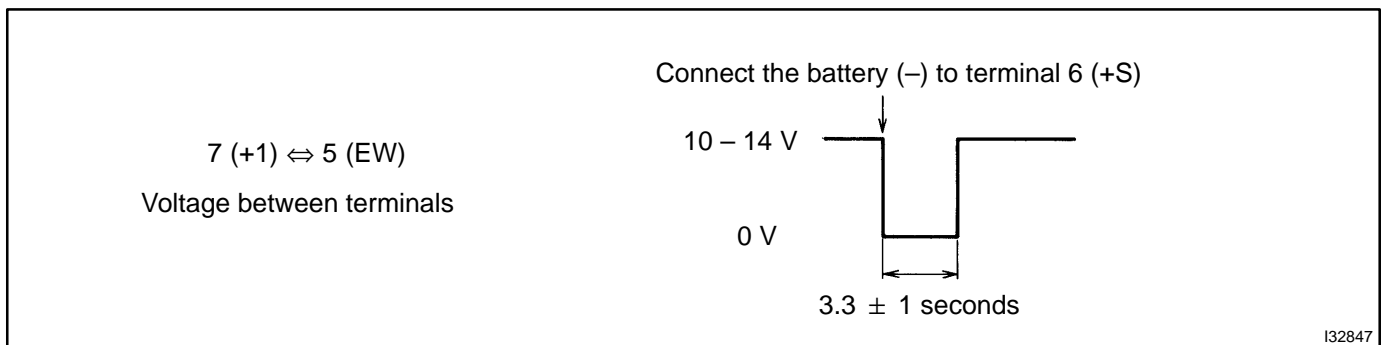 Connect the battery (–) to terminal 6 (+S)
7 (+1) ⇔ 5 (EW)
Voltage between terminals
10 – 14 V
0 V
3.3 ± 1 seconds
I32847